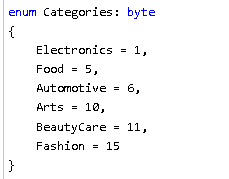 enum Categories: byte
{
    Electronics = 1,
    Food = 5,
    Automotive = 6,
    Arts = 10,
    BeautyCare = 11,
    Fashion = 15
}